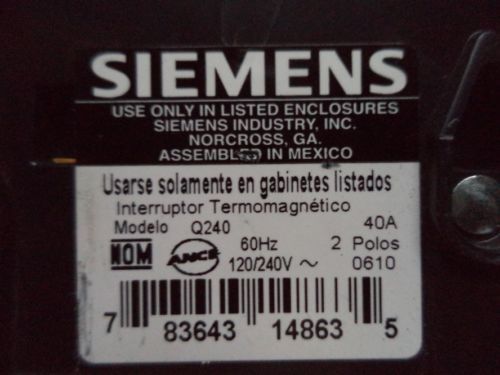 SIEMENS
USE ONLY IN LISTED ENCLOSURES
SIEMENS INDUSTRY, INC.
NORCROSS, GA.
ASSEMBLED IN MEXICO
Usarse solamente en gabinetes listados
Interruptor Termomagnético
Modelo Q240 40A
NOM ANCE 60Hz 2 Polos
120/240V ~ 0610
7 83643 14863 5